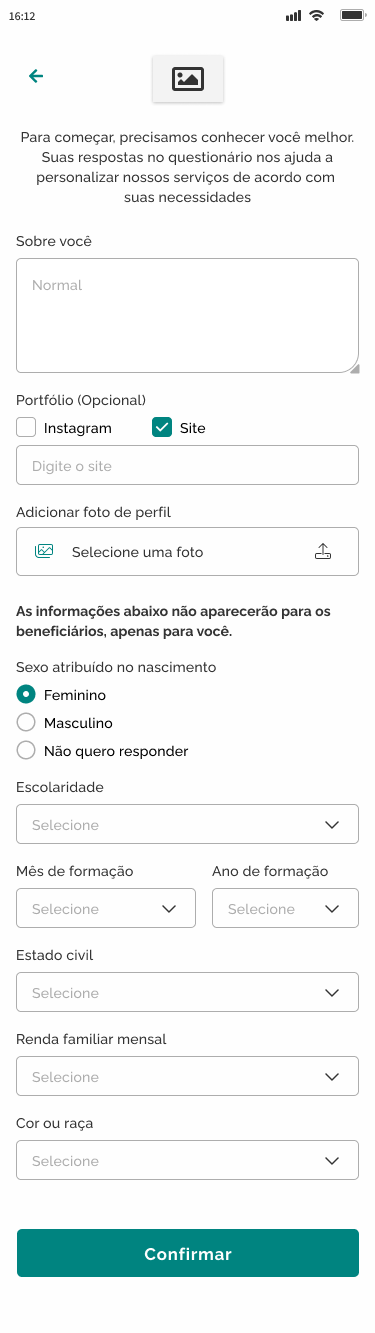 16:12
Para começar, precisamos conhecer você melhor.
Suas respostas no questionário nos ajuda a
personalizar nossos serviços de acordo com
suas necessidades
Sobre você
Normal
Portfólio (Opcional)
Instagram Site
Digite o site
Adicionar foto de perfil
Selecione uma foto
As informações abaixo não aparecerão para os
beneficiários, apenas para você.
Sexo atribuído no nascimento
Feminino
Masculino
Não quero responder
Escolaridade
Selecione
Mês de formação Ano de formação
Selecione Selecione
Estado civil
Selecione
Renda familiar mensal
Selecione
Cor ou raça
Selecione
Confirmar